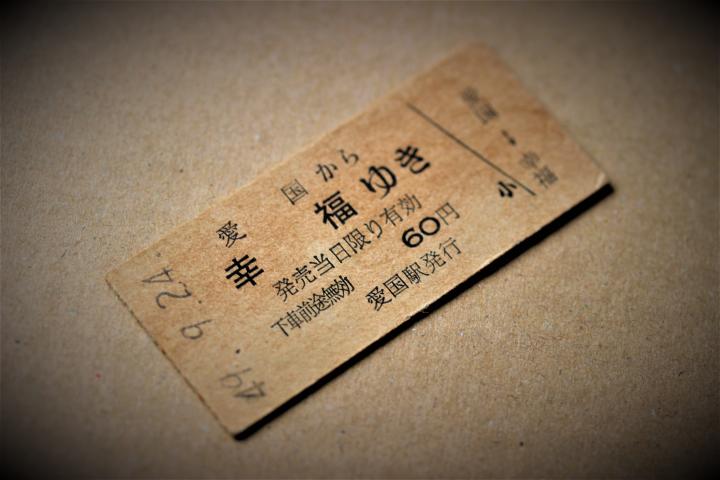 愛国から
幸福ゆき
発売当日限り有効 60円
下車前途無効 愛国駅発行
小
愛国
幸福
49.9.24.